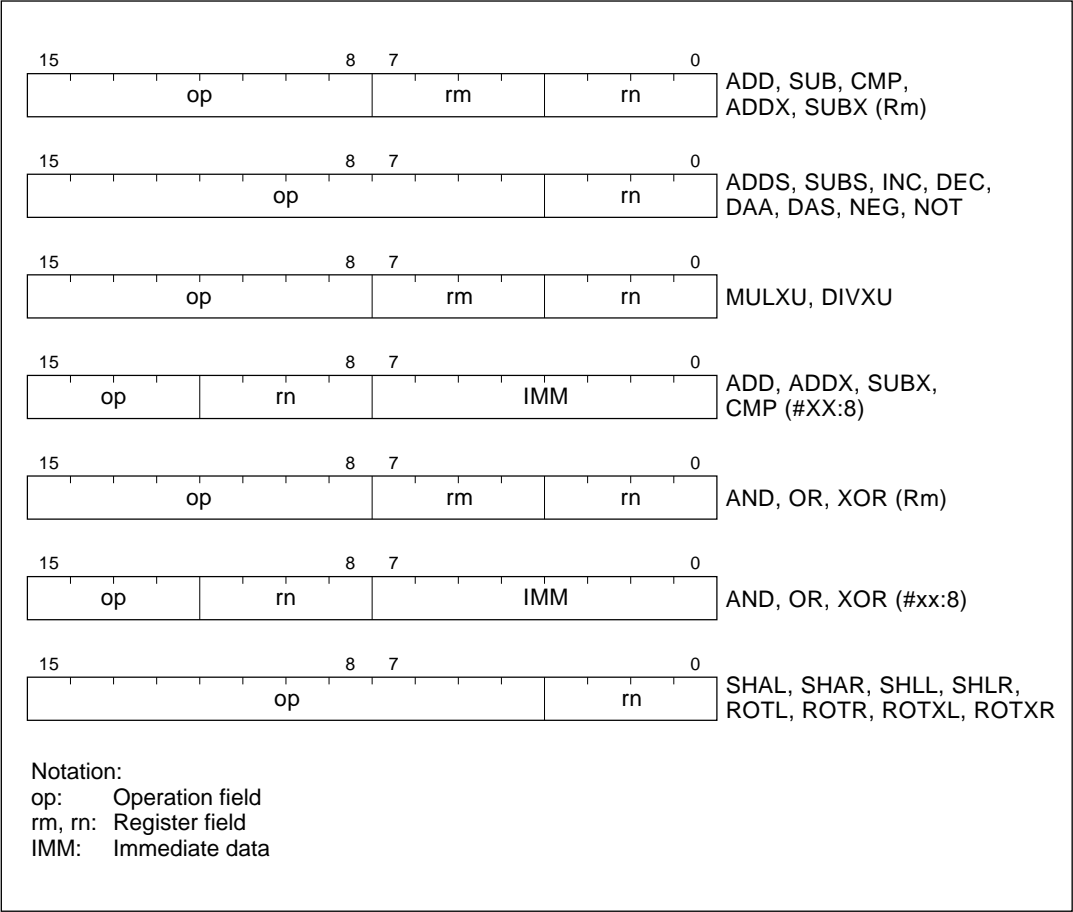 15 8 7 0
op rm rn
ADD, SUB, CMP,
ADDX, SUBX (Rm)
15 8 7 0
op rn
ADDS, SUBS, INC, DEC,
DAA, DAS, NEG, NOT
15 8 7 0
op rm rn
MULXU, DIVXU
15 8 7 0
op rn IMM
ADD, ADDX, SUBX,
CMP (#XX:8)
15 8 7 0
op rm rn
AND, OR, XOR (Rm)
15 8 7 0
op rn IMM
AND, OR, XOR (#xx:8)
15 8 7 0
op rn
SHAL, SHAR, SHLL, SHLR,
ROTL, ROTR, ROTXL, ROTXR
Notation:
op: Operation field
rm, rn: Register field
IMM: Immediate data